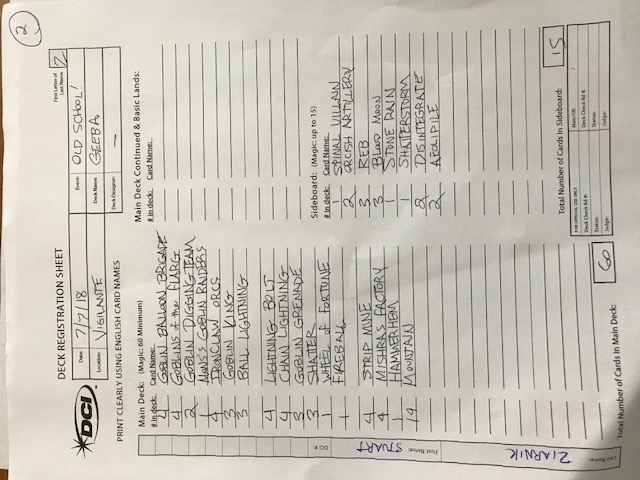 2
DECK REGISTRATION SHEET
First Letter of
Last Name Z
DCI
Date: 7/7/18
Event: OLD SCHOOL!
Location: VIGILANTE
Deck Name: GEEBA
Deck Designer: —
PRINT CLEARLY USING ENGLISH CARD NAMES
Main Deck: (Magic: 60 Minimum)
# in deck: Card Name:
4 GOBLIN BALLOON BRIGADE
4 GOBLINS of the FLARG
2 GOBLIN DIGGING TEAM
1 MONS'S GOBLIN RAIDERS
4 IRONCLAW ORCS
3 GOBLIN KING
3 BALL LIGHTNING
4 LIGHTNING BOLT
4 CHAIN LIGHTNING
3 GOBLIN GRENADE
3 SHATTER
1 WHEEL of FORTUNE
1 FIREBALL
4 STRIP MINE
4 MISHRAS FACTORY
1 HAMMERHEM
14 MOUNTAIN
Total Number of Cards in Main Deck: 60
Main Deck Continued & Basic Lands:
# in deck: Card Name:
Sideboard: (Magic: up to 15)
# in deck: Card Name:
1 SPINAL VILLAIN
2 ORCISH ARTILLERY
3 REB
3 BLOOD MOON
1 STONE RAIN
1 SHATTERSTORM
2 DISINTEGRATE
2 AEOLIPILE
Total Number of Cards in Sideboard: 15
FOR OFFICIAL USE ONLY
Main/SB: /
Deck Check Rd #:
Deck Check Rd #:
Status:
Status:
Judge:
Judge:
DCI #:
First Name: STUART
Last Name: ZIARNIK